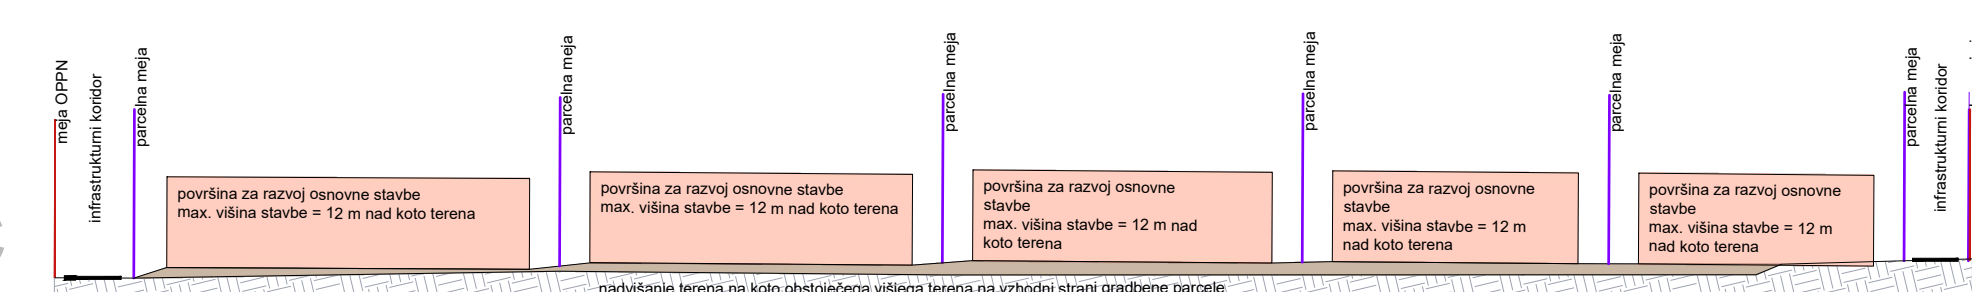 meja OPPN
infrastrukturni koridor
parcelna meja
parcelna meja
parcelna meja
parcelna meja
parcelna meja
parcelna meja
infrastrukturni koridor
površina za razvoj osnovne stavbe
max. višina stavbe = 12 m nad koto terena
površina za razvoj osnovne stavbe
max. višina stavbe = 12 m nad koto terena
površina za razvoj osnovne
stavbe
max. višina stavbe = 12 m nad
koto terena
površina za razvoj osnovne
stavbe
max. višina stavbe = 12 m
nad koto terena
površina za razvoj osnovne
stavbe
max. višina stavbe = 12 m
nad koto terena
nadvišanje terena na koto obstoječega višjega terena na vzhodni strani gradbene parcele